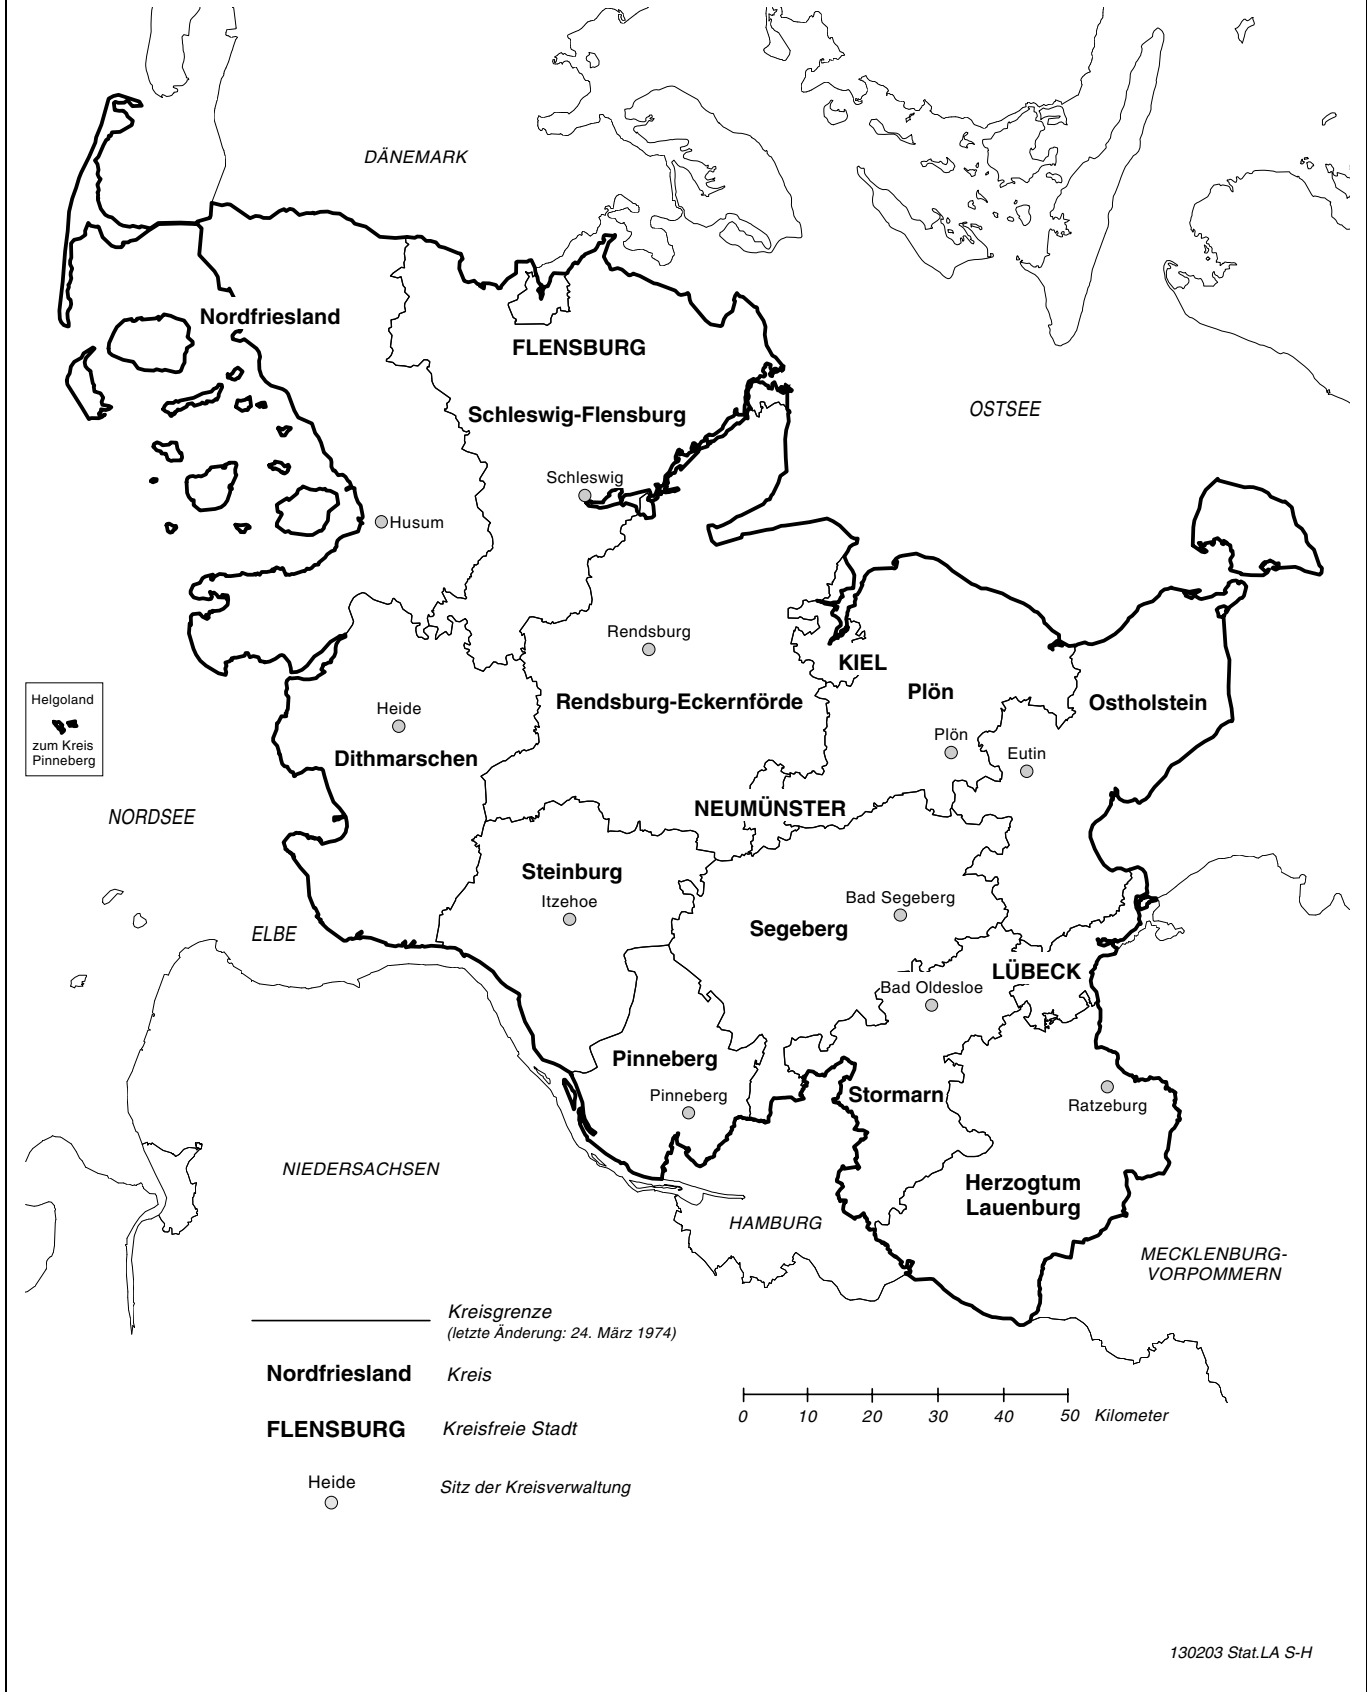 DÄNEMARK
Nordfriesland
FLENSBURG
OSTSEE
Schleswig-Flensburg
Schleswig
Husum
Rendsburg
KIEL
Plön
Rendsburg-Eckernförde
Ostholstein
Helgoland
zum Kreis
Pinneberg
Heide
Dithmarschen
Plön
Eutin
NORDSEE
NEUMÜNSTER
Steinburg
Itzehoe
Bad Segeberg
Segeberg
ELBE
LÜBECK
Bad Oldesloe
Pinneberg
Pinneberg
Stormarn
Ratzeburg
NIEDERSACHSEN
Herzogtum
Lauenburg
HAMBURG
MECKLENBURG-
VORPOMMERN
Kreisgrenze
(letzte Änderung: 24. März 1974)
Nordfriesland Kreis
FLENSBURG Kreisfreie Stadt
Heide
Sitz der Kreisverwaltung
0 10 20 30 40 50 Kilometer
130203 Stat.LA S-H